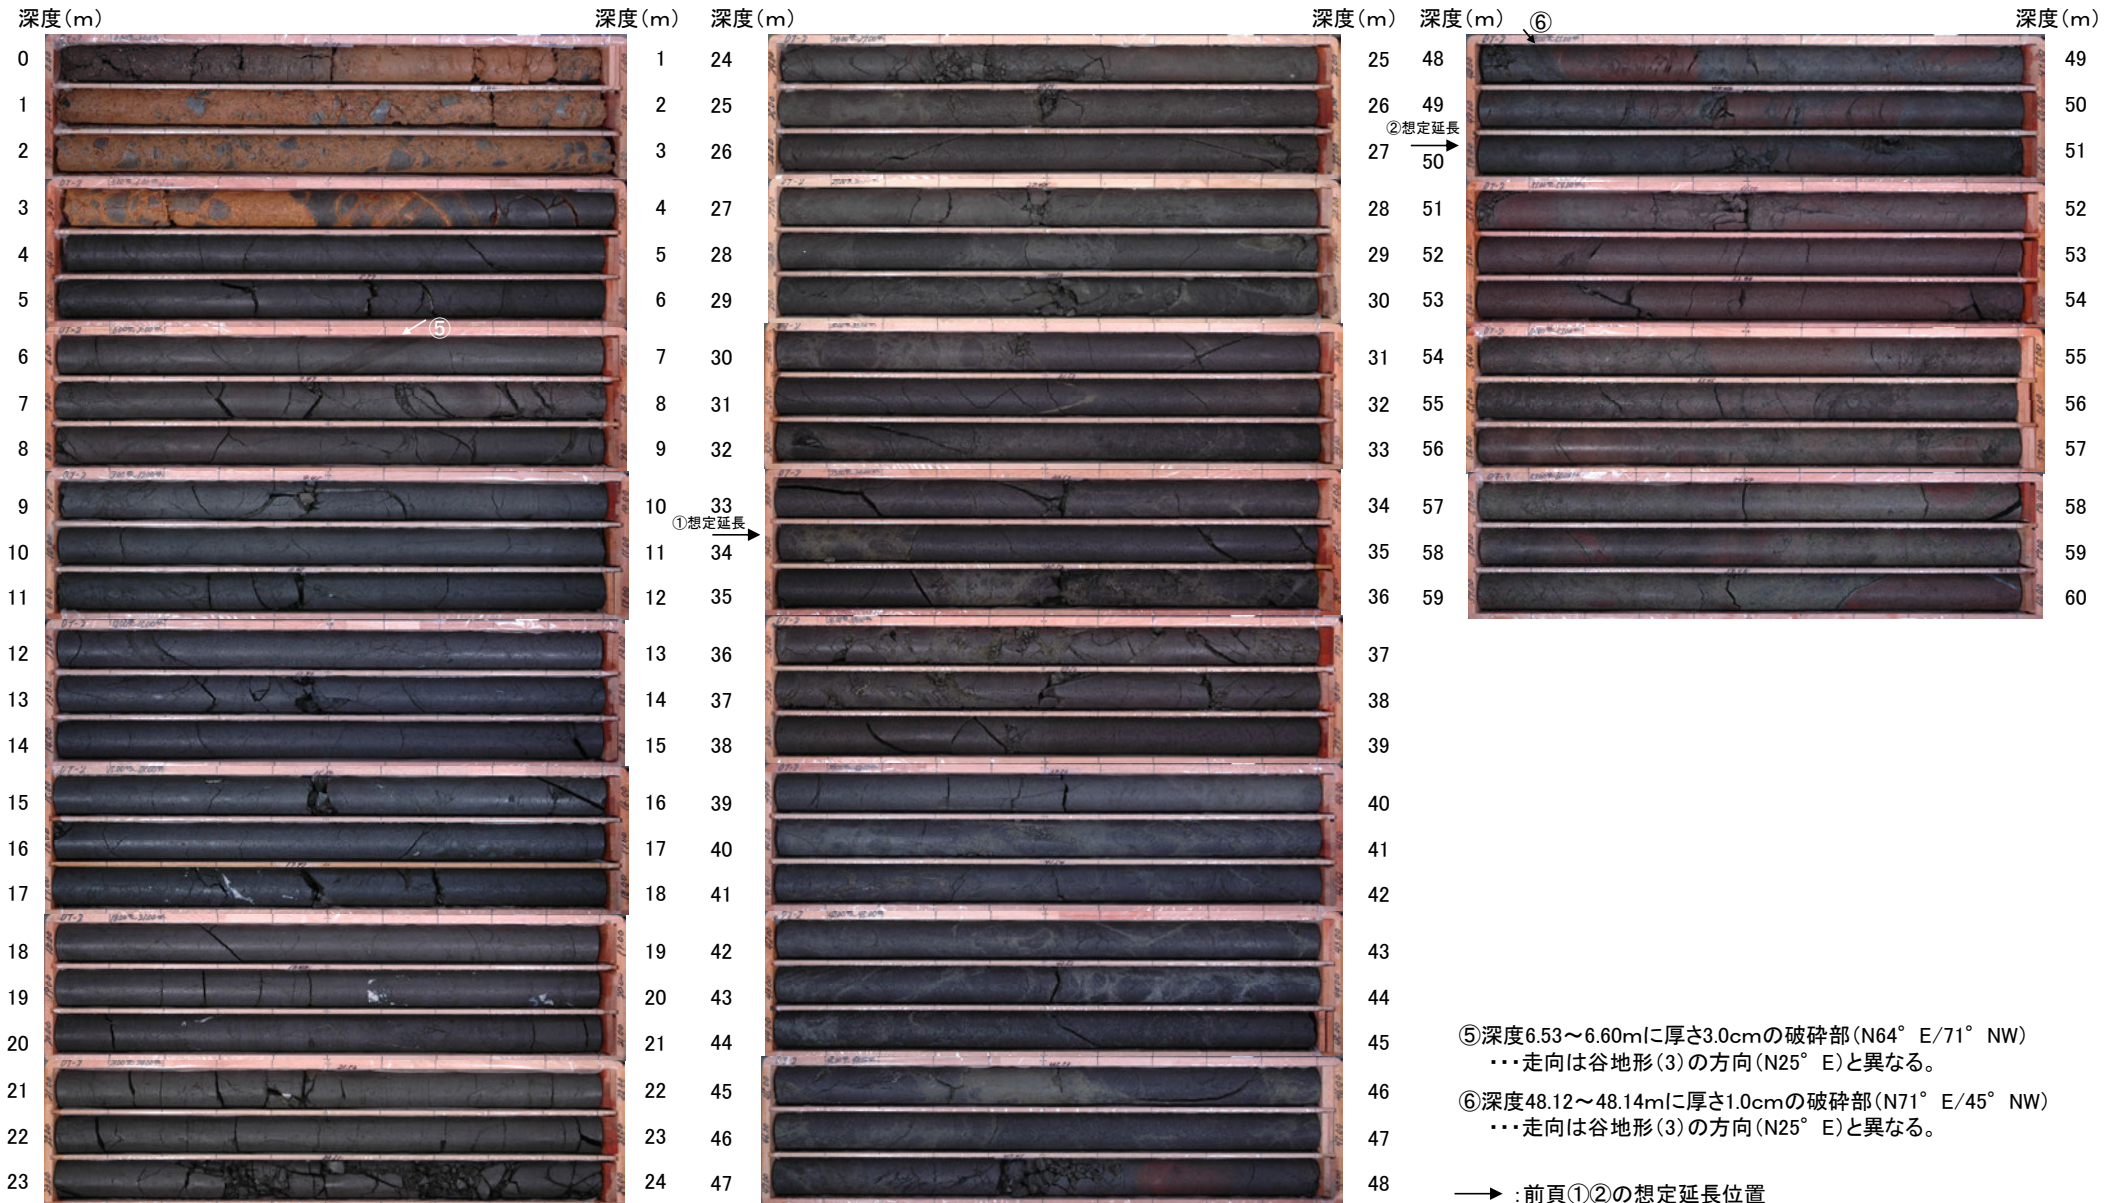 深度(m) 深度(m) 深度(m) 深度(m) 深度(m) ⑥ 深度(m)
0 1 24 25 48 49
1 2 25 26 49 50
②想定延長
2 3 26 27 50 51
3 4 27 28 51 52
4 5 28 29 52 53
5 6 29 30 53 54
⑤
6 7 30 31 54 55
7 8 31 32 55 56
8 9 32 33 56 57
9 10 33 34 57 58
①想定延長
10 11 34 35 58 59
11 12 35 36 59 60
12 13 36 37
13 14 37 38
14 15 38 39
15 16 39 40
16 17 40 41
17 18 41 42
18 19 42 43
19 20 43 44
20 21 44 45
21 22 45 46
22 23 46 47
23 24 47 48
⑤深度6.53~6.60mに厚さ3.0cmの破砕部(N64°E/71°NW)
・・・走向は谷地形(3)の方向(N25°E)と異なる。
⑥深度48.12~48.14mに厚さ1.0cmの破砕部(N71°E/45°NW)
・・・走向は谷地形(3)の方向(N25°E)と異なる。
:前頁①②の想定延長位置